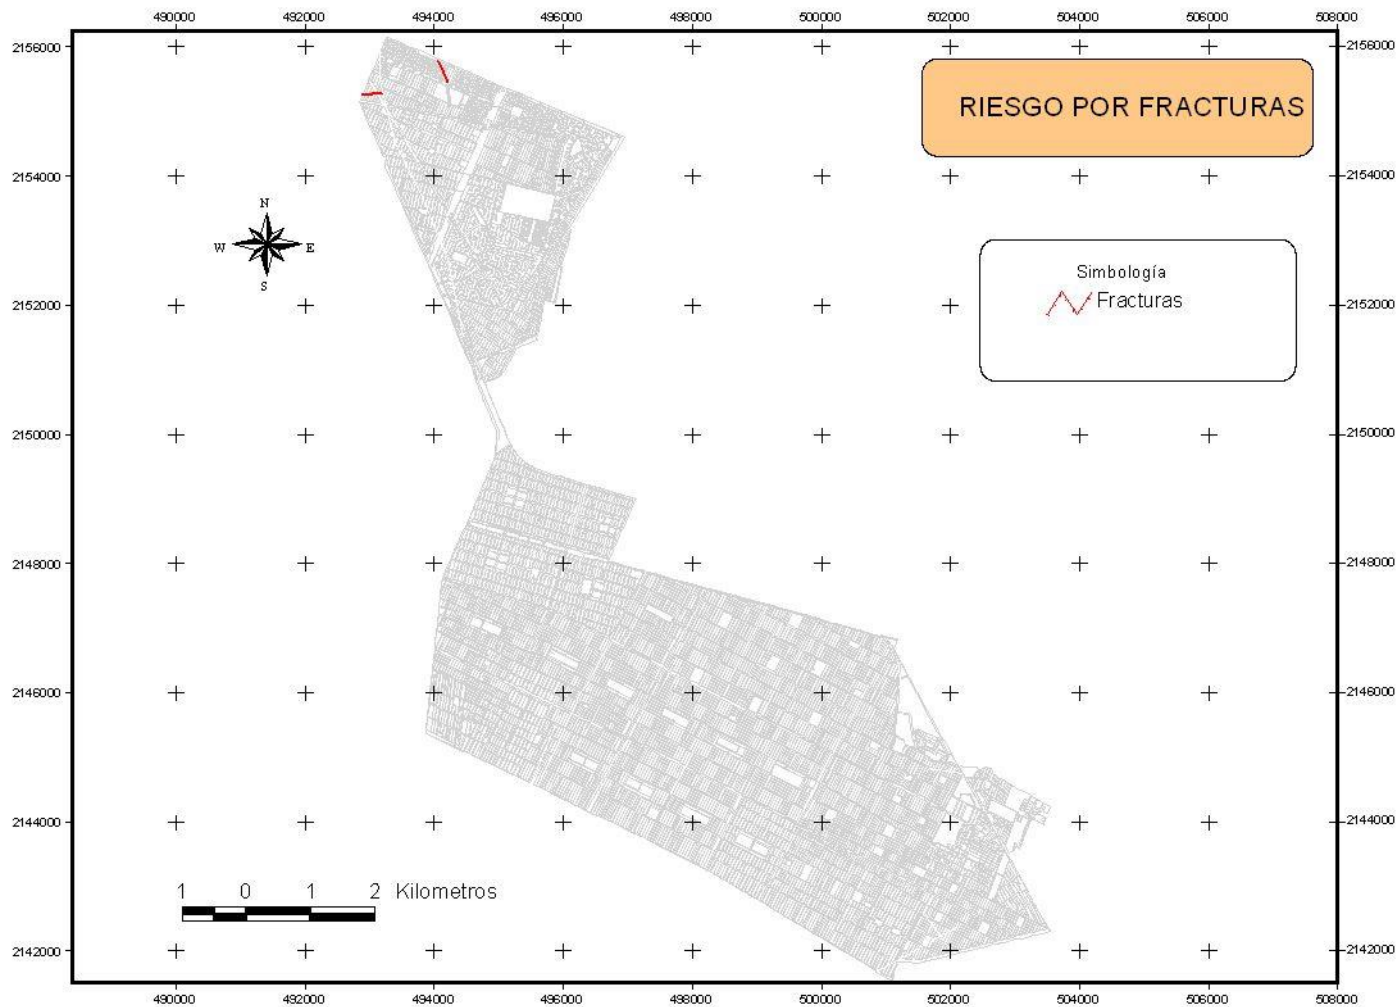 490000 492000 494000 496000 498000 500000 502000 504000 506000 508000
2156000 2156000
RIESGO POR FRACTURAS
2154000 2154000
N
W E
S
Simbología
Fracturas
2152000 2152000
2150000 2150000
2148000 2148000
2146000 2146000
2144000 2144000
1 0 1 2 Kilometros
2142000 2142000
490000 492000 494000 496000 498000 500000 502000 504000 506000 508000